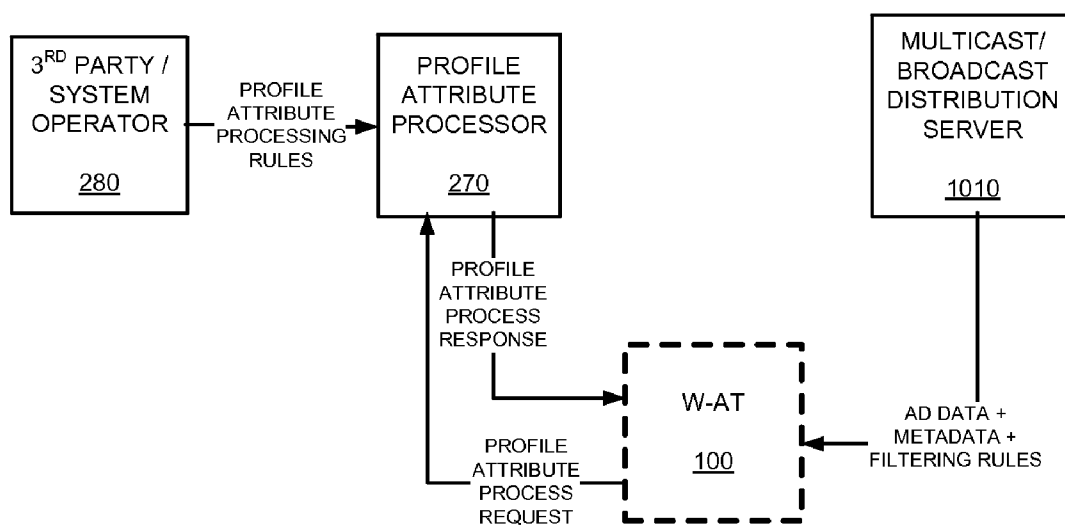 3RD PARTY /
SYSTEM
OPERATOR
280
PROFILE
ATTRIBUTE
PROCESSING
RULES
PROFILE
ATTRIBUTE
PROCESSOR
270
MULTICAST/
BROADCAST
DISTRIBUTION
SERVER
1010
PROFILE
ATTRIBUTE
PROCESS
RESPONSE
W-AT
100
AD DATA +
METADATA +
FILTERING RULES
PROFILE
ATTRIBUTE
PROCESS
REQUEST